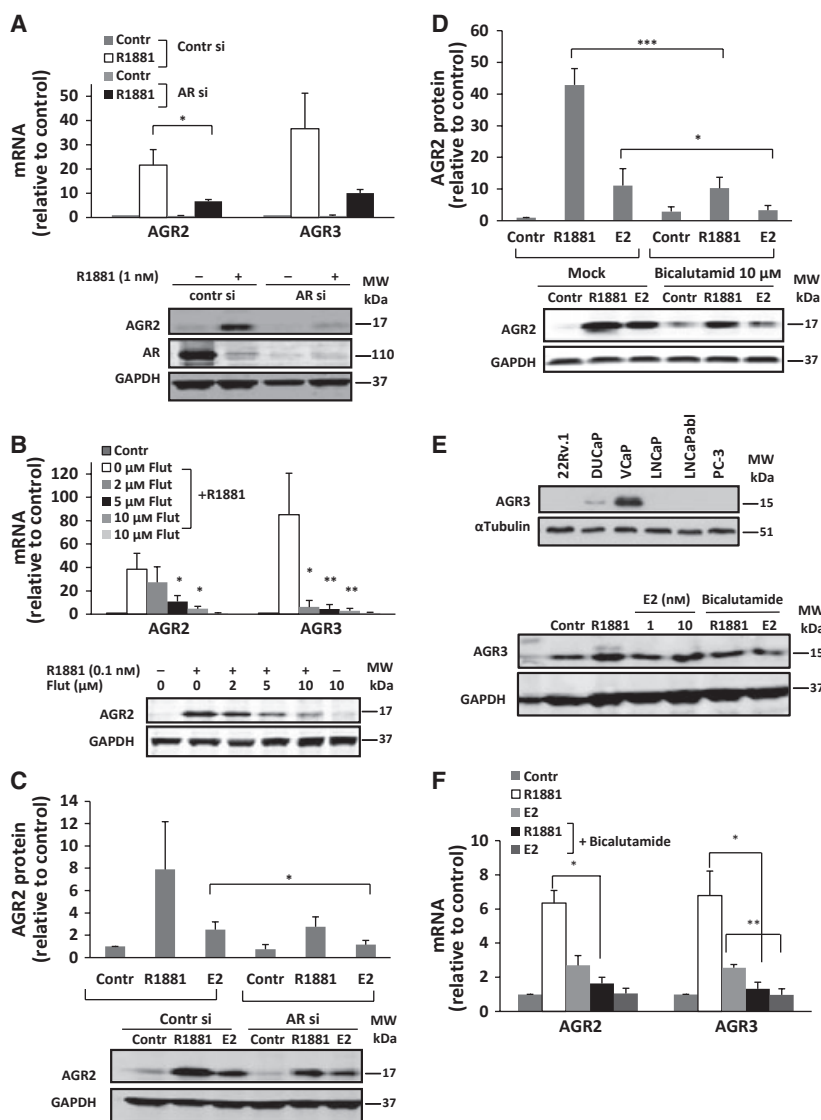 A
Contr
R1881
Contr si
Contr
R1881
AR si
mRNA
(relative to control)
50
40
30
20
10
0
*
AGR2 AGR3
R1881 (1 nM) – + – + MW
contr si AR si kDa
AGR2 17
AR 110
GAPDH 37
B
Contr
0 μM Flut
2 μM Flut
5 μM Flut
10 μM Flut
10 μM Flut
+R1881
mRNA
(relative to control)
120
100
80
60
40
20
0
* *
* ** **
AGR2 AGR3
R1881 (0.1 nM) – + + + + – MW
Flut (μM) 0 0 2 5 10 10 kDa
AGR2 17
GAPDH 37
C
AGR2 protein
(relative to control)
14
12
10
8
6
4
2
0
*
Contr R1881 E2 Contr R1881 E2
Contr si AR si MW
Contr R1881 E2 Contr R1881 E2 kDa
AGR2 17
GAPDH 37
D
AGR2 protein
(relative to control)
60
50
40
30
20
10
0
***
*
Contr R1881 E2 Contr R1881 E2
Mock Bicalutamid 10 μM MW
Contr R1881 E2 Contr R1881 E2 kDa
AGR2 17
GAPDH 37
E
22Rv.1 DUCaP VCaP LNCaP LNCaPabl PC-3 MW
kDa
AGR3 15
αTubulin 51
E2 (nM) Bicalutamide MW
Contr R1881 1 10 R1881 E2 kDa
AGR3 15
GAPDH 37
F
Contr
R1881
E2
R1881
E2
+ Bicalutamide
mRNA
(relative to control)
8
6
4
2
0
*
*
**
AGR2 AGR3